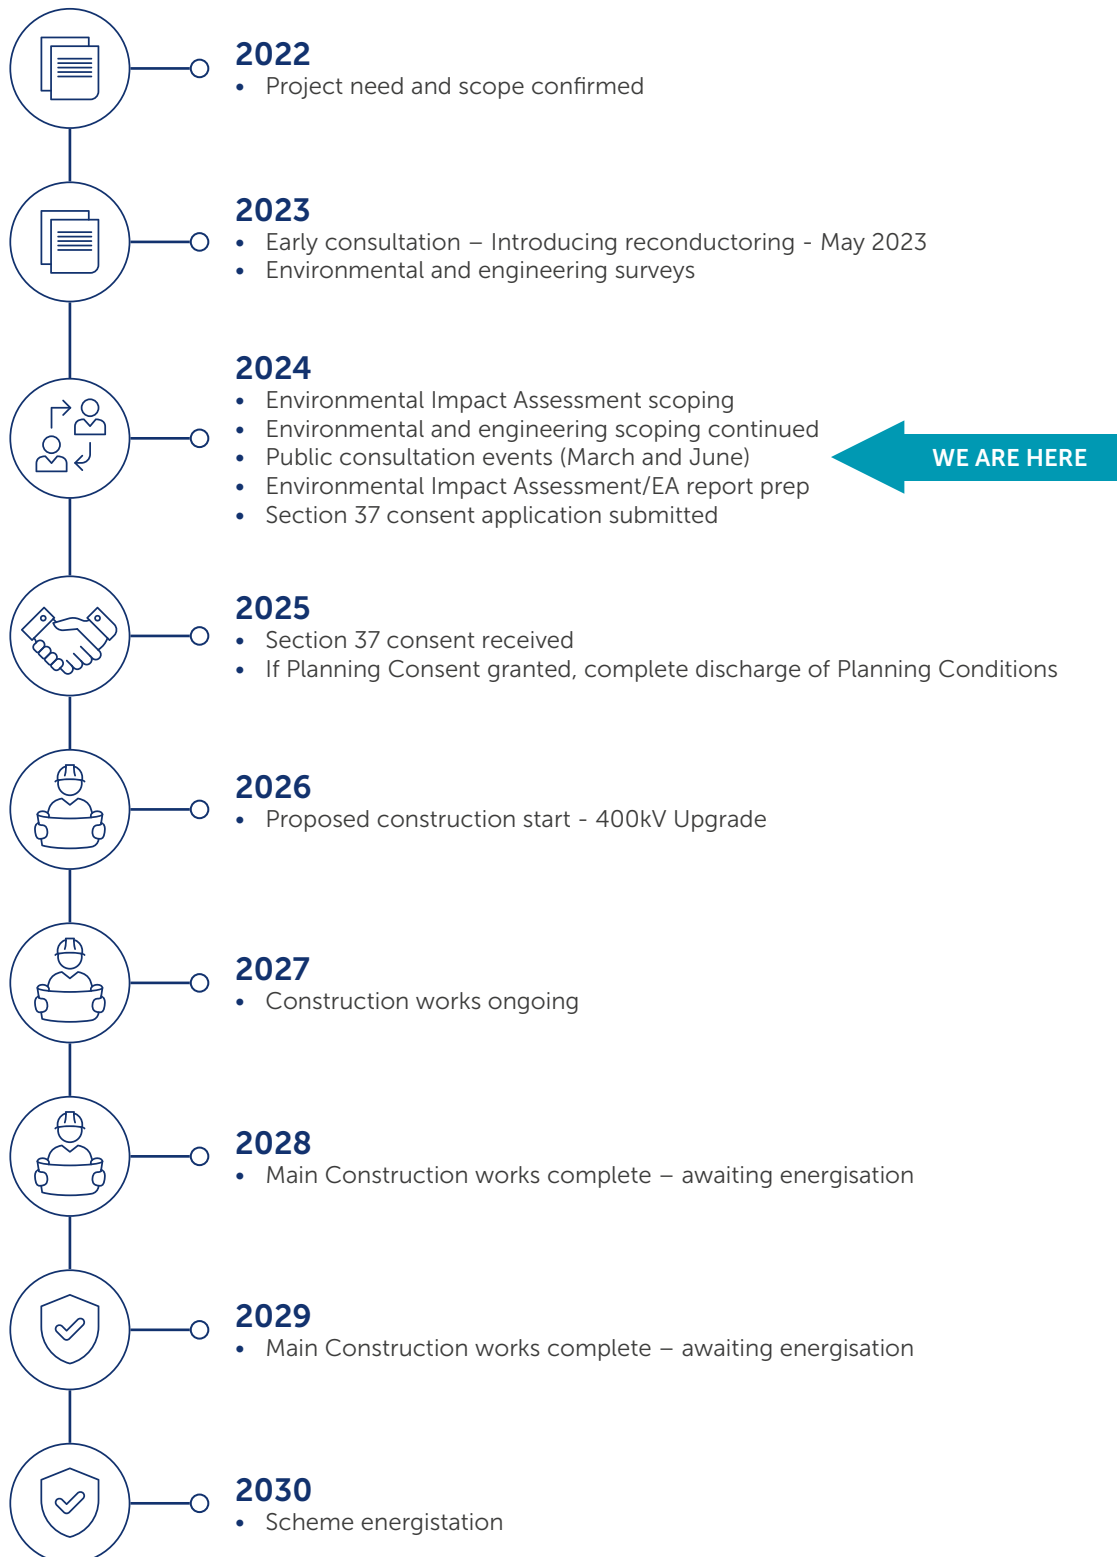 2022
• Project need and scope confirmed
2023
• Early consultation – Introducing reconductoring - May 2023
• Environmental and engineering surveys
2024
• Environmental Impact Assessment scoping
• Environmental and engineering scoping continued
• Public consultation events (March and June)
• Environmental Impact Assessment/EA report prep
• Section 37 consent application submitted
WE ARE HERE
2025
• Section 37 consent received
• If Planning Consent granted, complete discharge of Planning Conditions
2026
• Proposed construction start - 400kV Upgrade
2027
• Construction works ongoing
2028
• Main Construction works complete – awaiting energisation
2029
• Main Construction works complete – awaiting energisation
2030
• Scheme energistation